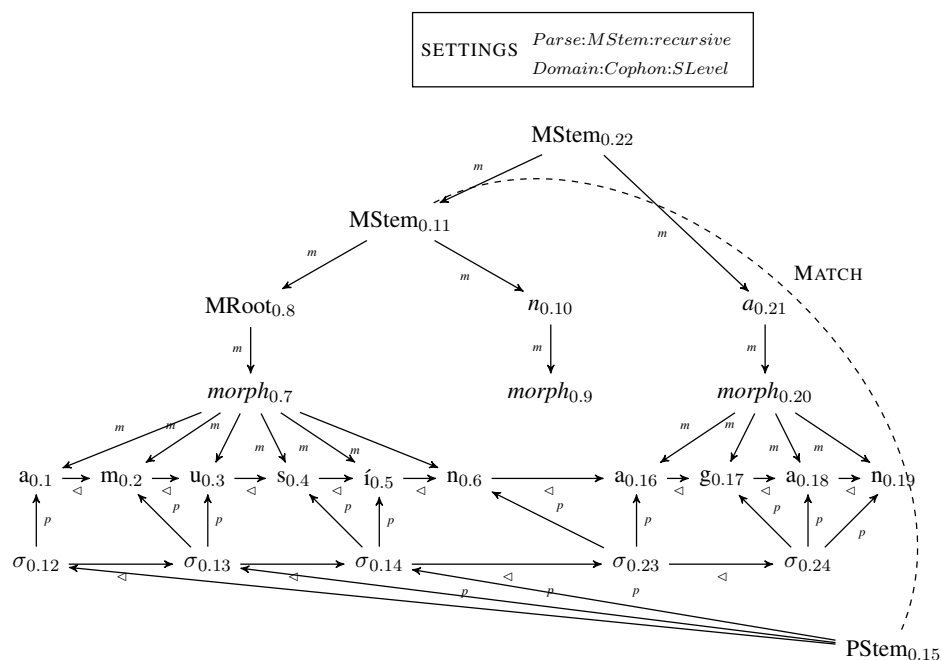 SETTINGS Parse:MStem:recursive
Domain:Cophon:SLevel
MStem0.22
m
MStem0.11
m
m
m
MATCH
MRoot0.8 n0.10 a0.21
m m m
morph0.7 morph0.9 morph0.20
m m m m m m m m m m
a0.1 ◁ m0.2 ◁ u0.3 ◁ s0.4 ◁ í0.5 ◁ n0.6 ◁ a0.16 ◁ g0.17 ◁ a0.18 ◁ n0.19
p p p p p p p p p p
σ0.12 ◁ σ0.13 ◁ σ0.14 ◁ σ0.23 ◁ σ0.24
p p p
PStem0.15